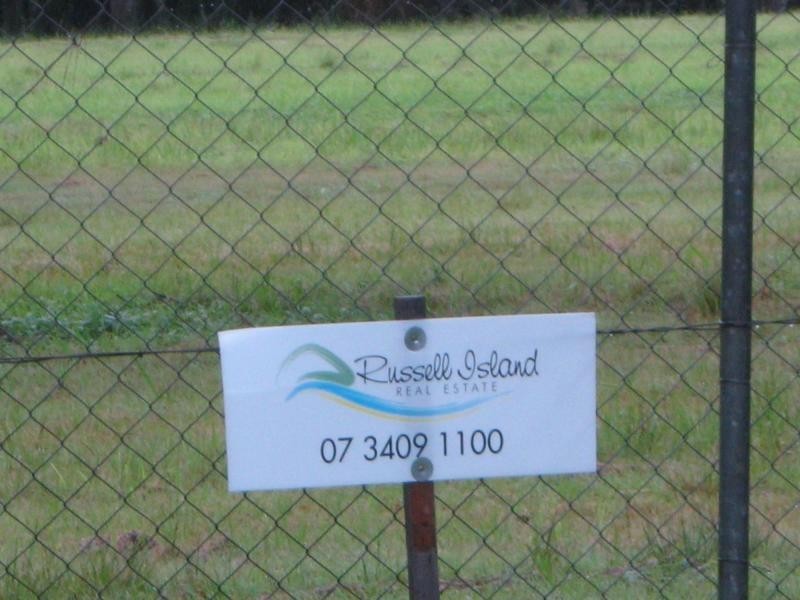 Russell Island
REAL ESTATE
07 3409 1100